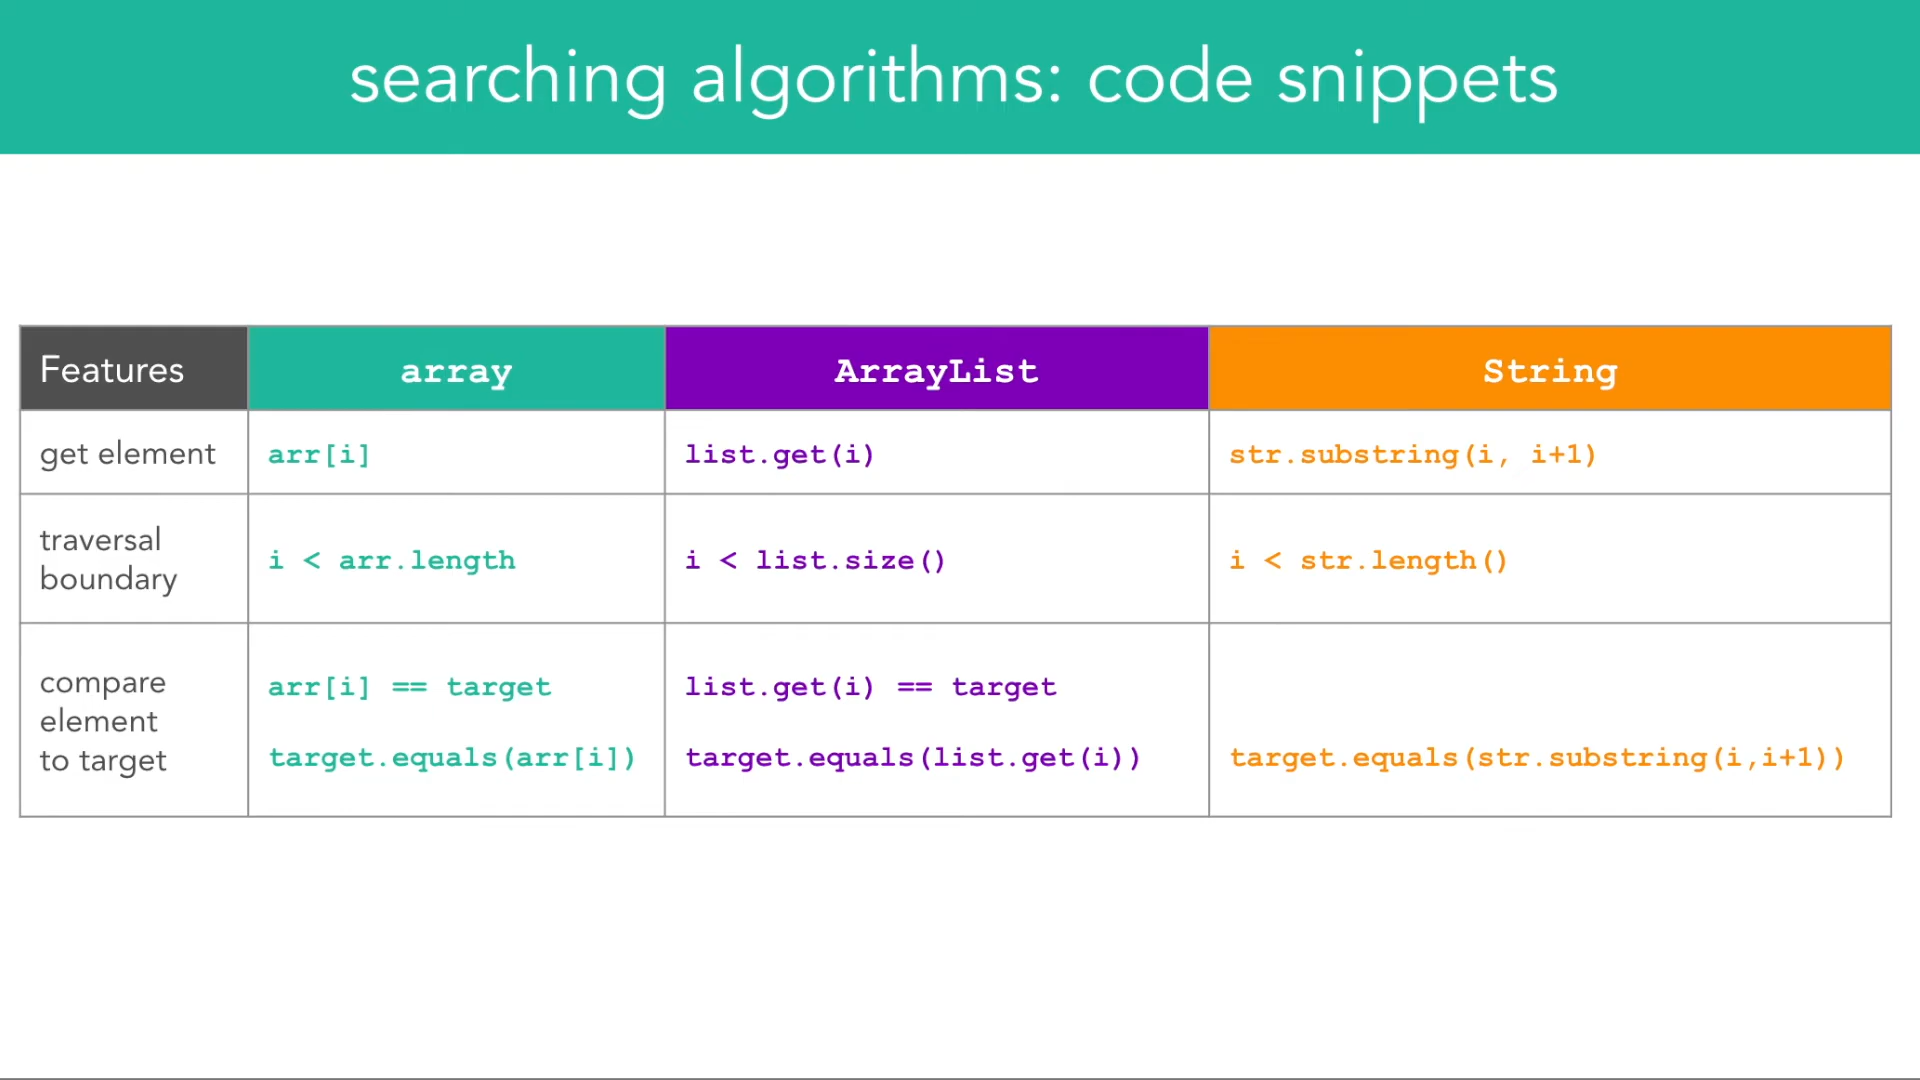 searching algorithms: code snippets
Features
array
ArrayList
String
get element
arr[i]
list.get(i)
str.substring(i, i+1)
traversal
boundary
i < arr.length
i < list.size()
i < str.length()
compare
element
to target
arr[i] == target
target.equals(arr[i])
list.get(i) == target
target.equals(list.get(i))
target.equals(str.substring(i,i+1))